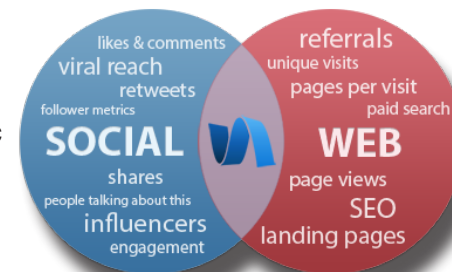 likes & comments
viral reach
retweets
follower metrics
SOCIAL
shares
people talking about this
influencers
engagement
referrals
unique visits
pages per visit
paid search
WEB
page views
SEO
landing pages